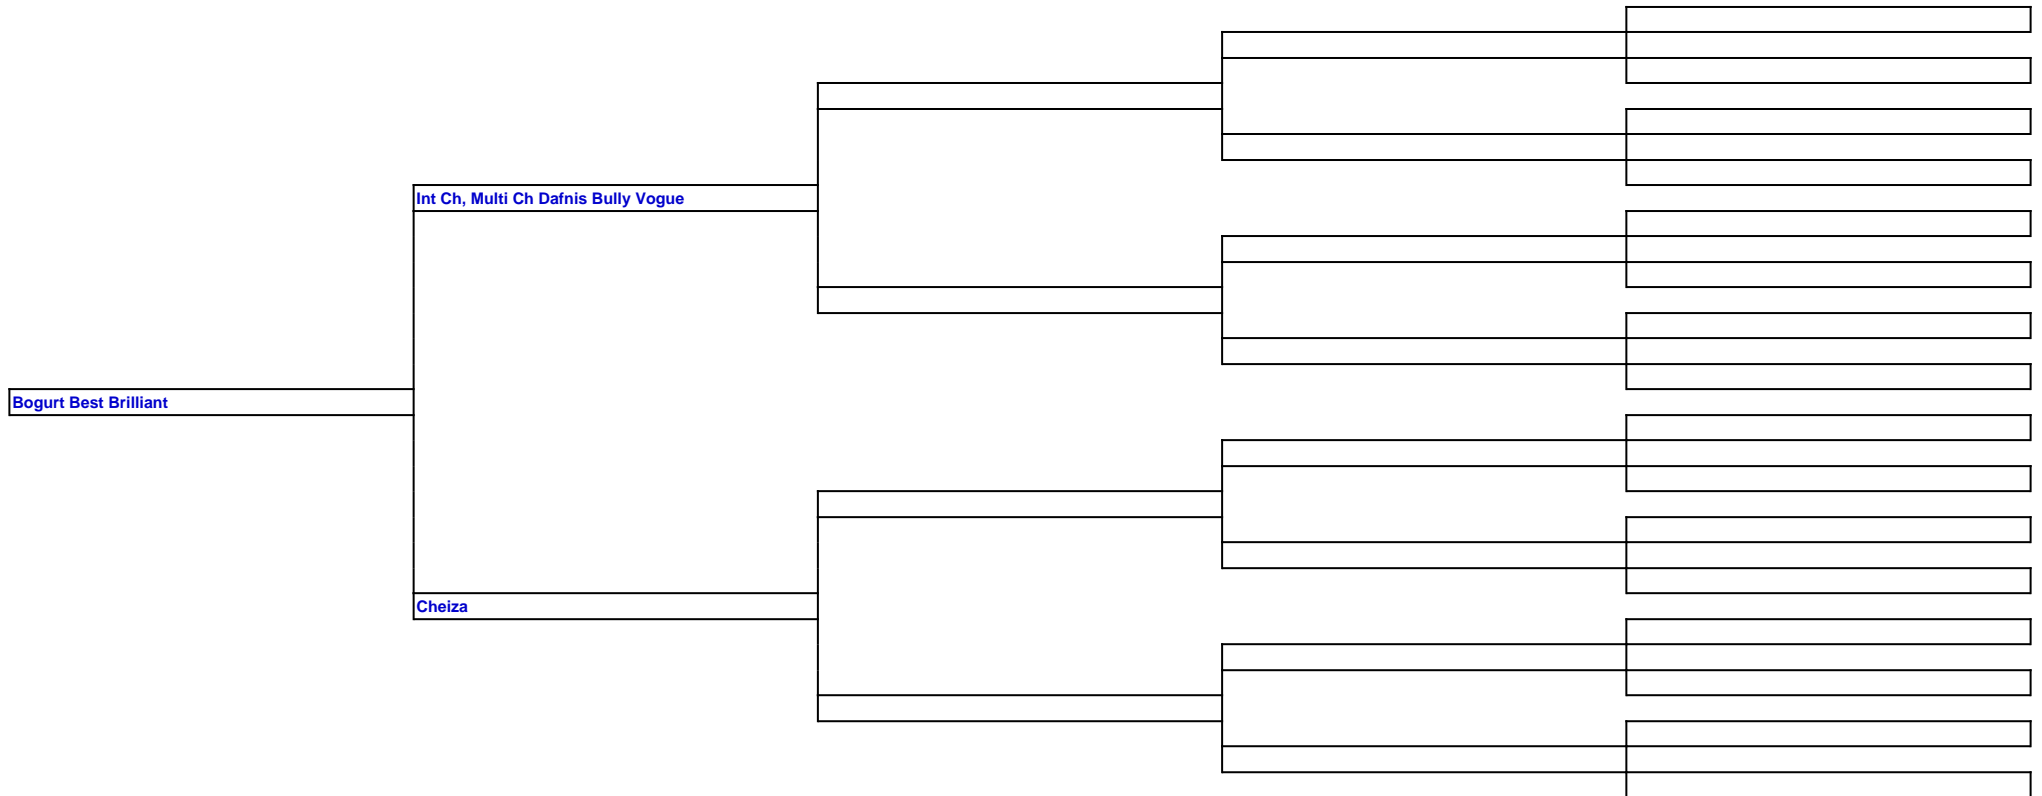 Int Ch, Multi Ch Dafnis Bully Vogue
Bogurt Best Brilliant
Cheiza